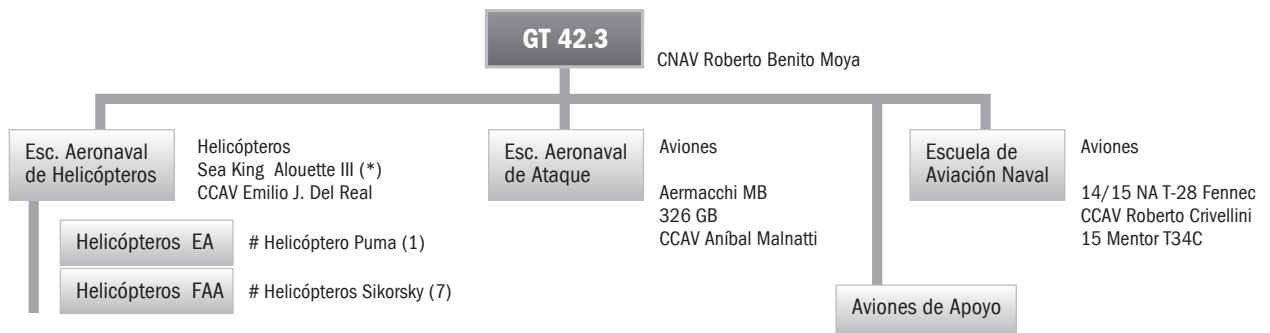 GT 42.3
CNAV Roberto Benito Moya
Esc. Aeronaval
de Helicópteros
Helicópteros
Sea King Alouette III (*)
CCAV Emilio J. Del Real
Helicópteros EA
# Helicóptero Puma (1)
Helicópteros FAA
# Helicópteros Sikorsky (7)
Esc. Aeronaval
de Ataque
Aviones
Aermacchi MB
326 GB
CCAV Aníbal Malnatti
Escuela de
Aviación Naval
Aviones
14/15 NA T-28 Fennec
CCAV Roberto Crivellini
15 Mentor T34C
Aviones de Apoyo